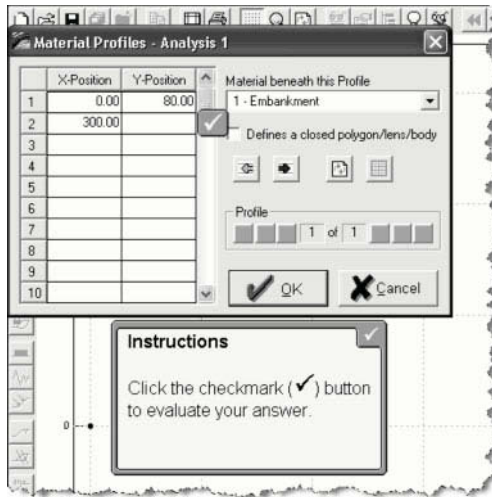 Material Profiles - Analysis 1
X-Position Y-Position
1 0.00 80.00
2 300.00
3
4
5
6
7
8
9
10
Material beneath this Profile
1 - Embankment
Defines a closed polygon/lens/body
Profile
1 of 1
OK
Cancel
Instructions
Click the checkmark (✓) button
to evaluate your answer.
0